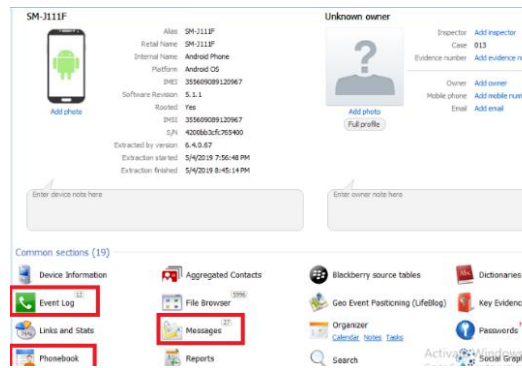 SM-J111F
Alias SM-J111F
Retail Name SM-J111F
Internal Name Android Phone
Platform Android OS
IMEI 355609089120967
Software Revision 5.1.1
Rooted Yes
IMSI 355609089120967
S/N 4200bb3cfc765400
Extracted by version 6.4.0.67
Extraction started 5/4/2019 7:56:48 PM
Extraction finished 5/4/2019 8:45:14 PM
Add photo
Enter device note here
Unknown owner
Inspector Add inspector
Case 013
Evidence number Add evidence nu
Owner Add owner
Mobile phone Add mobile numb
Email Add email
Add photo
Full profile
Enter owner note here
Common sections (19)
Device Information Aggregated Contacts Blackberry source tables Dictionaries
Event Log 12 File Browser 5996 Geo Event Positioning (LifeBlog) Key Evidence
Links and Stats Messages 27 Organizer Passwords
Calendar Notes Tasks
Phonebook Reports Search Social Graph